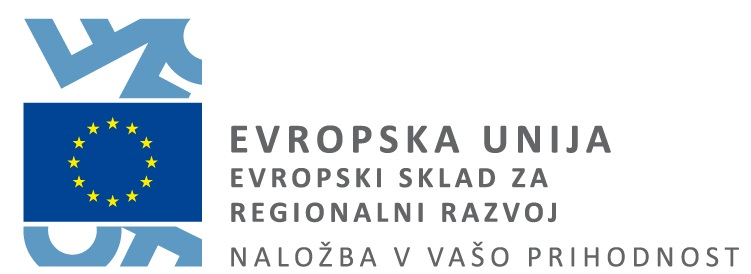 EVROPSKA UNIJA
EVROPSKI SKLAD ZA
REGIONALNI RAZVOJ
NALOŽBA V VAŠO PRIHODNOST